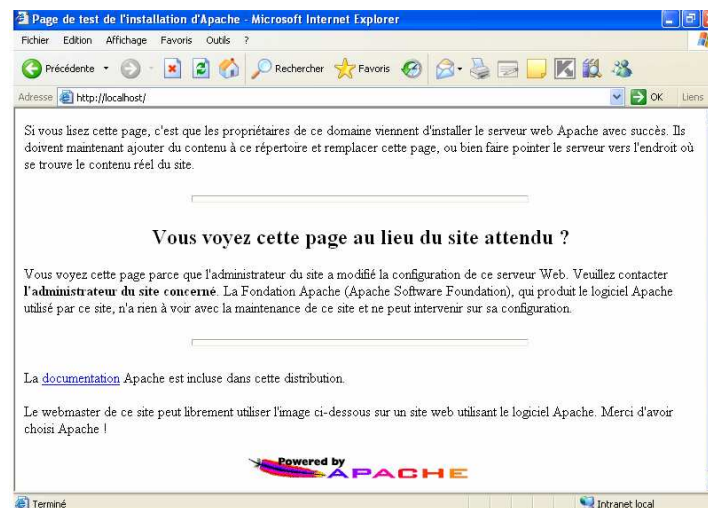 Page de test de l'installation d'Apache - Microsoft Internet Explorer
Fichier Edition Affichage Favoris Outils ?
Précédente Rechercher Favoris
Adresse http://localhost/ OK Liens
Si vous lisez cette page, c'est que les propriétaires de ce domaine viennent d'installer le serveur web Apache avec succès. Ils
doivent maintenant ajouter du contenu à ce répertoire et remplacer cette page, ou bien faire pointer le serveur vers l'endroit où
se trouve le contenu réel du site.
Vous voyez cette page au lieu du site attendu ?
Vous voyez cette page parce que l'administrateur du site a modifié la configuration de ce serveur Web. Veuillez contacter
l'administrateur du site concerné. La Fondation Apache (Apache Software Foundation), qui produit le logiciel Apache
utilisé par ce site, n'a rien à voir avec la maintenance de ce site et ne peut intervenir sur sa configuration.
La documentation Apache est incluse dans cette distribution.
Le webmaster de ce site peut librement utiliser l'image ci-dessous sur un site web utilisant le logiciel Apache. Merci d'avoir
choisi Apache !
Powered by
APACHE
Terminé Intranet local